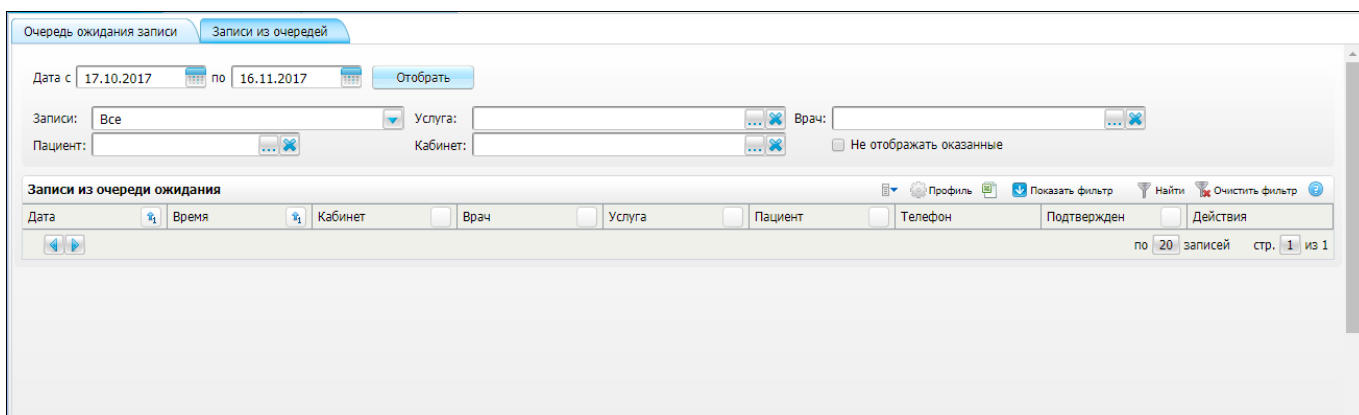 Очередь ожидания записи Записи из очередей
Дата с 17.10.2017 по 16.11.2017 Отобрать
Записи: Все Услуга: ... Врач: ...
Пациент: ... Кабинет: ... Не отображать оказанные
Записи из очереди ожидания Профиль Показать фильтр Найти Очистить фильтр ?
Дата 1 Время 1 Кабинет Врач Услуга Пациент Телефон Подтвержден Действия
по 20 записей стр. 1 из 1